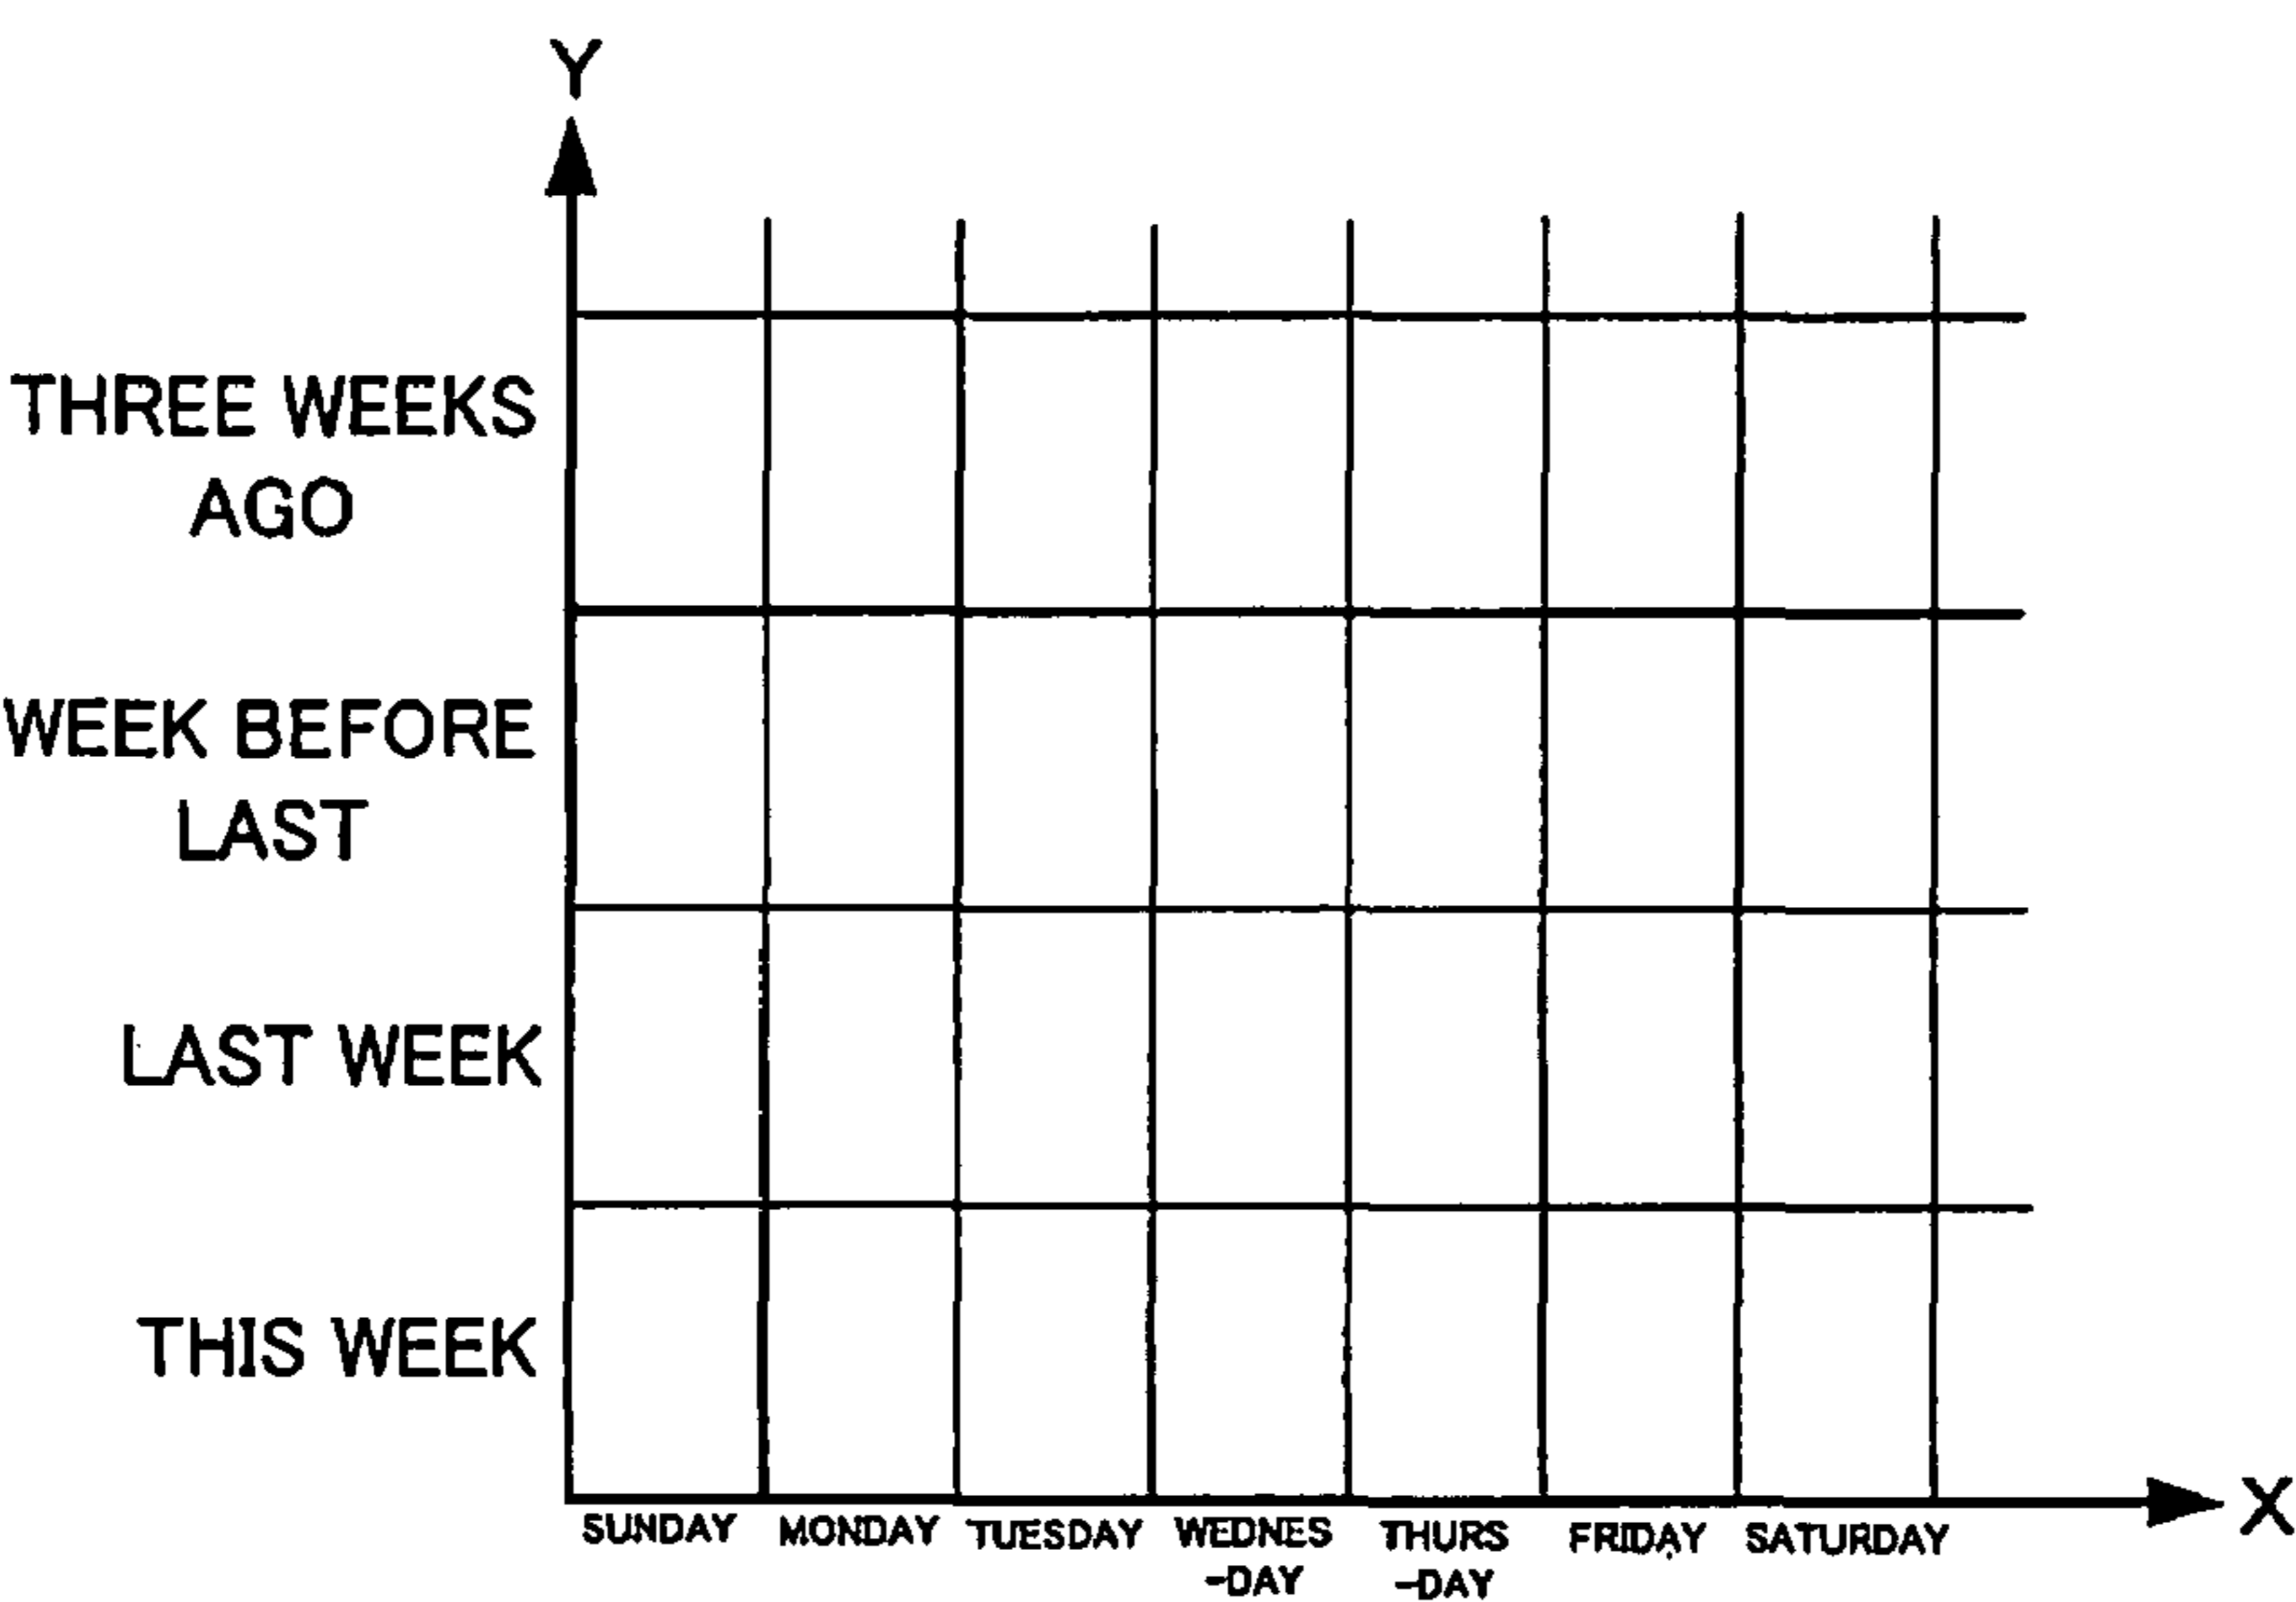 Y
THREE WEEKS
AGO
WEEK BEFORE
LAST
LAST WEEK
THIS WEEK
SUNDAY MONDAY TUESDAY WEDNES THURS FRIDAY SATURDAY X
-DAY -DAY